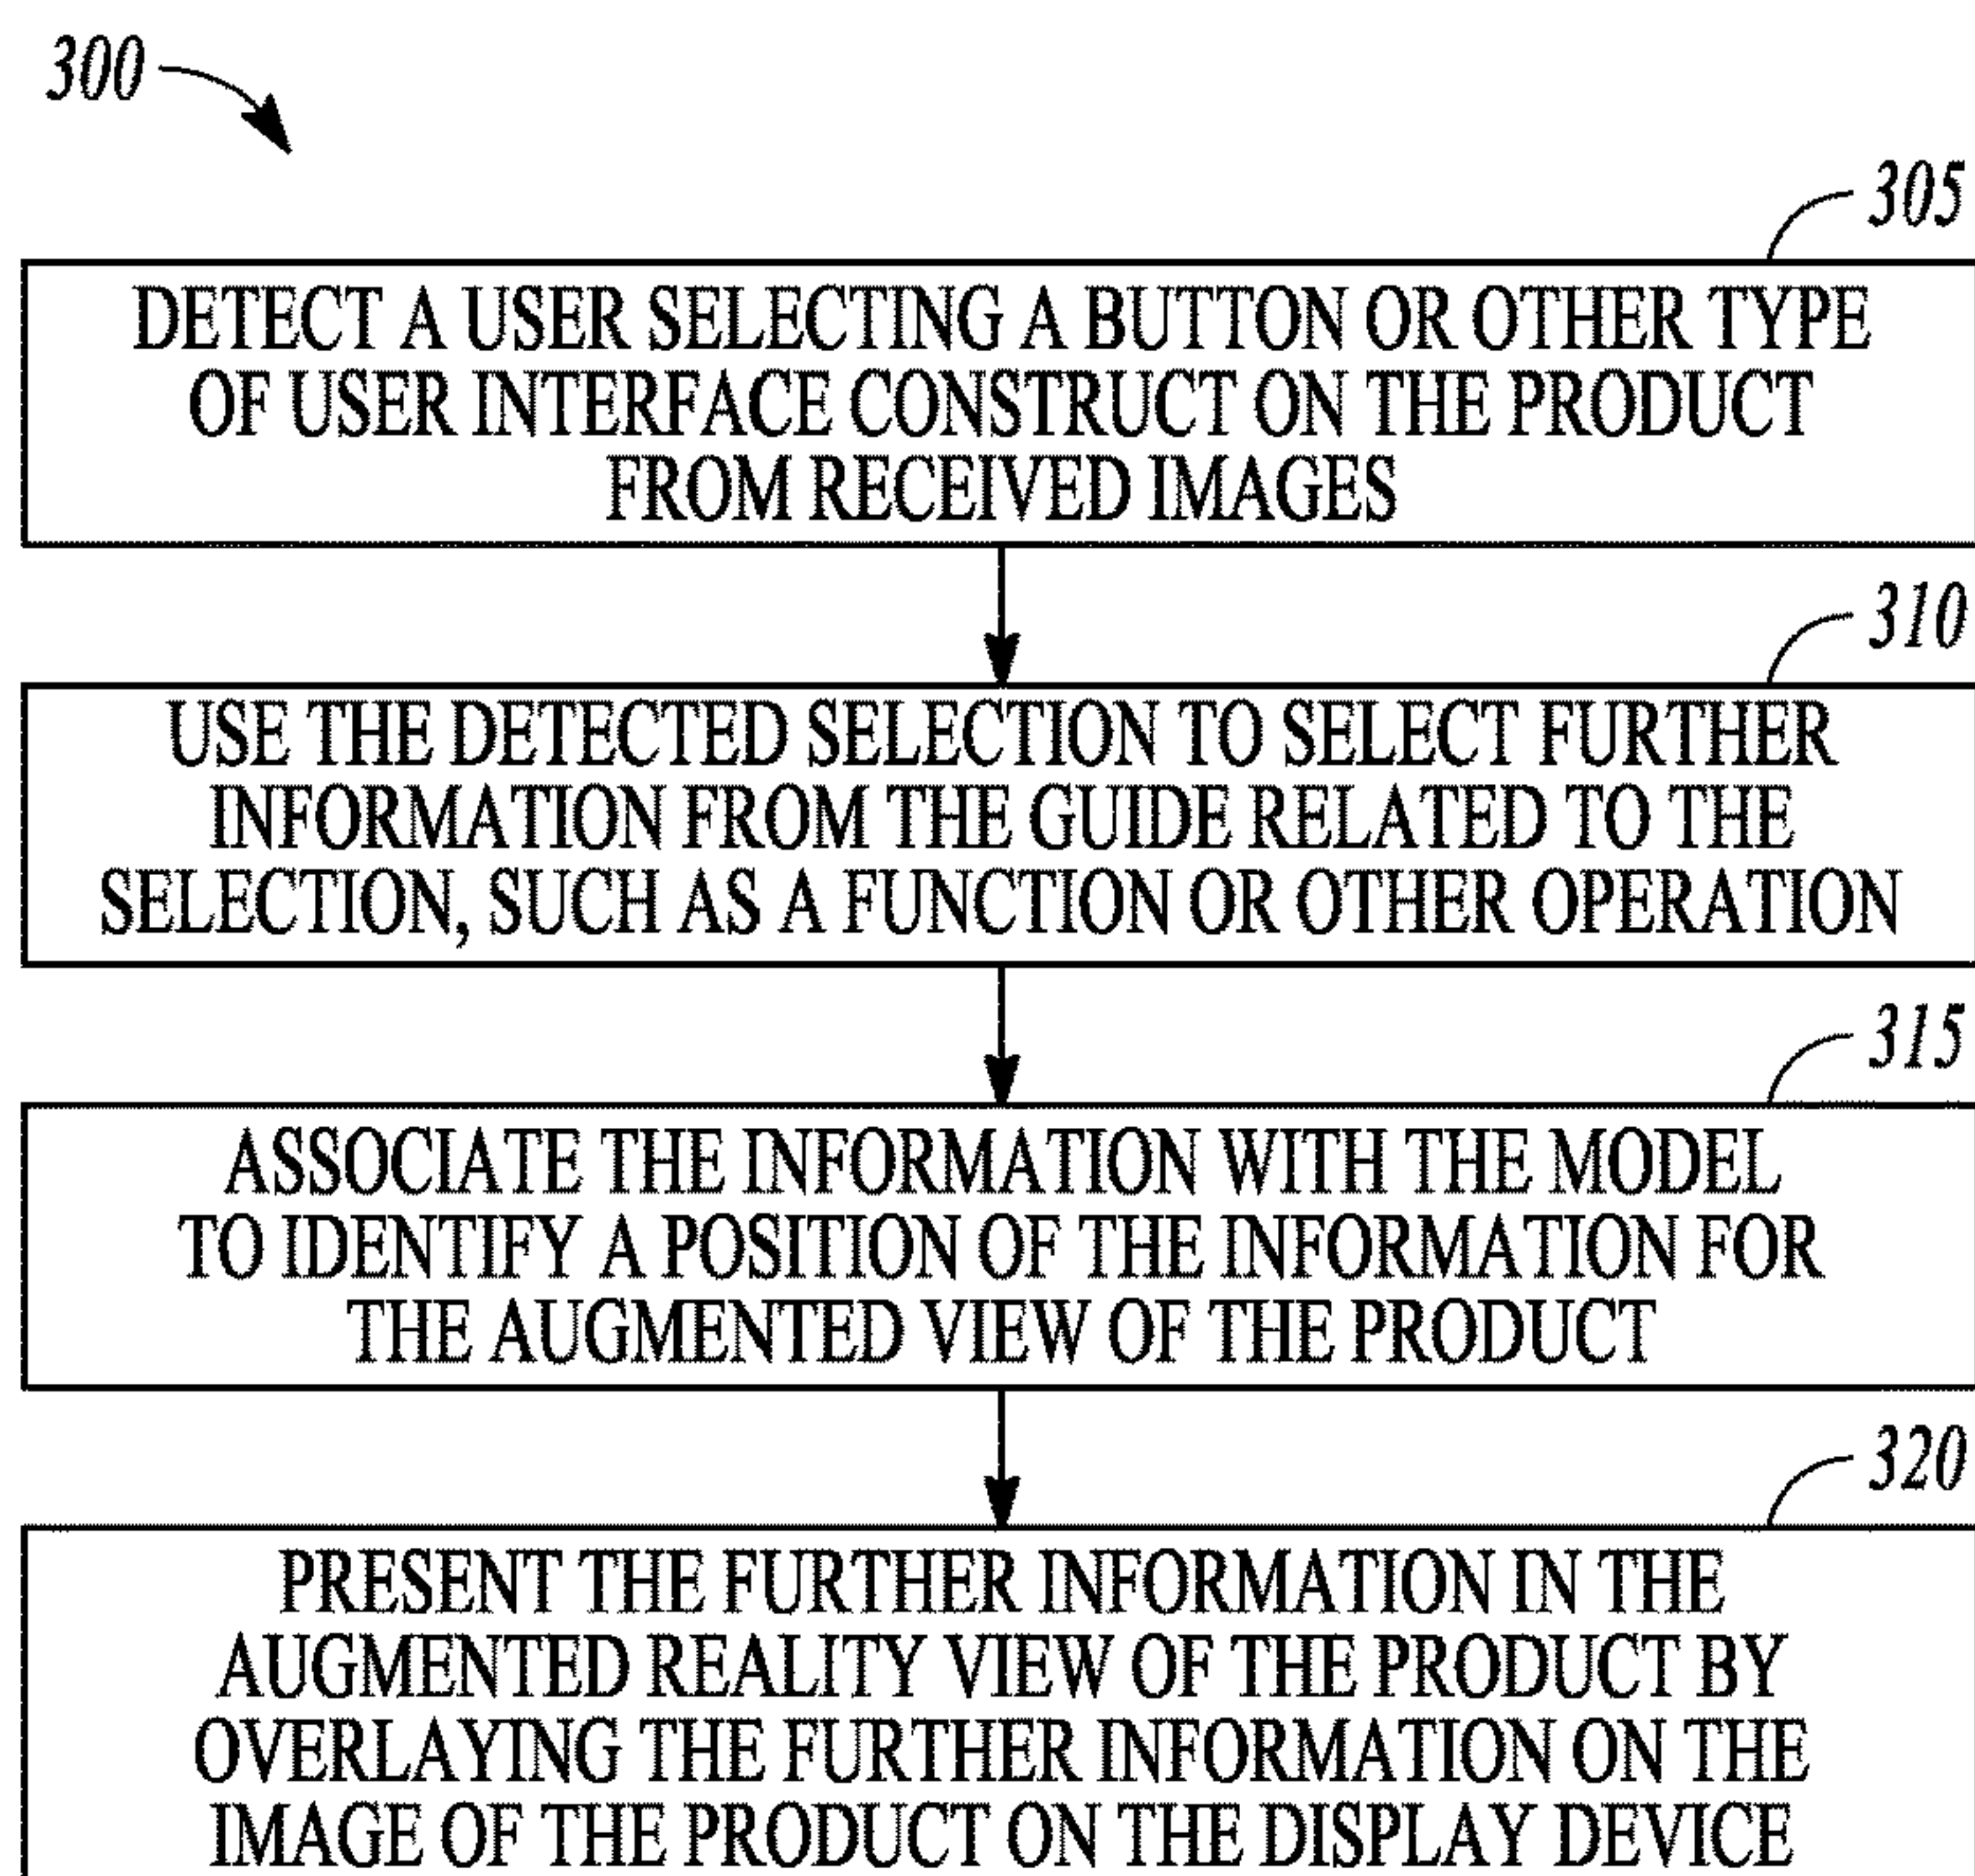 300
305
DETECT A USER SELECTING A BUTTON OR OTHER TYPE
OF USER INTERFACE CONSTRUCT ON THE PRODUCT
FROM RECEIVED IMAGES
310
USE THE DETECTED SELECTION TO SELECT FURTHER
INFORMATION FROM THE GUIDE RELATED TO THE
SELECTION, SUCH AS A FUNCTION OR OTHER OPERATION
315
ASSOCIATE THE INFORMATION WITH THE MODEL
TO IDENTIFY A POSITION OF THE INFORMATION FOR
THE AUGMENTED VIEW OF THE PRODUCT
320
PRESENT THE FURTHER INFORMATION IN THE
AUGMENTED REALITY VIEW OF THE PRODUCT BY
OVERLAYING THE FURTHER INFORMATION ON THE
IMAGE OF THE PRODUCT ON THE DISPLAY DEVICE